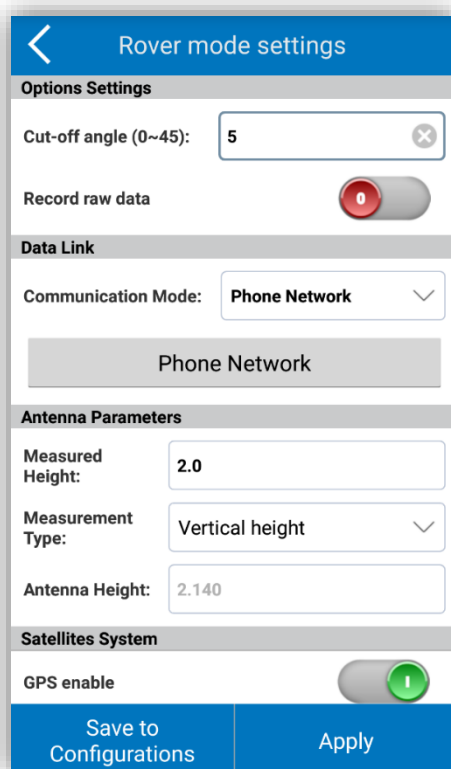 Rover mode settings
Options Settings
Cut-off angle (0~45): 5
Record raw data 0
Data Link
Communication Mode: Phone Network
Phone Network
Antenna Parameters
Measured
Height: 2.0
Measurement
Type: Vertical height
Antenna Height: 2.140
Satellites System
GPS enable I
Save to
Configurations
Apply